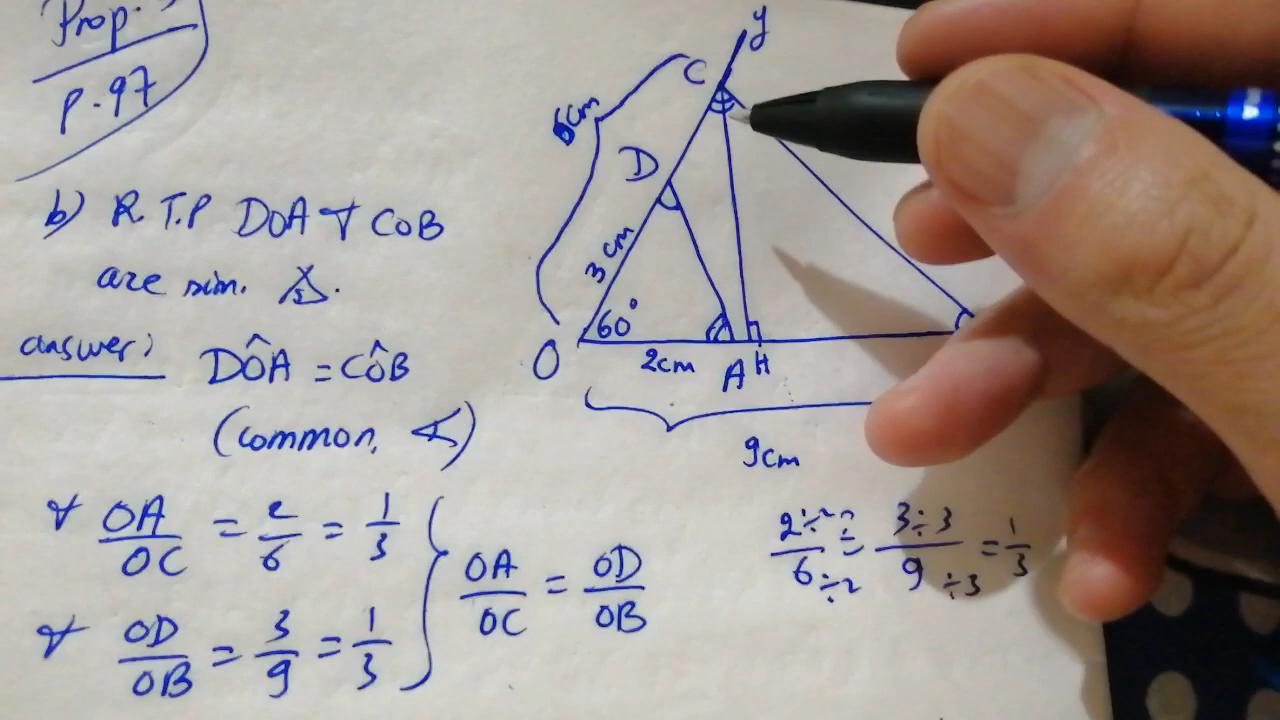 Prop.
p. 97
b) R.T.P DOA & COB
are sim. Δs.
answer:
DÔA = CÔB
(common, ∢)
& OA/OC = 2/6 = 1/3
& OD/OB = 3/9 = 1/3
OA/OC = OD/OB
2÷2/6÷2 = 3÷3/9÷3 = 1/3
y
C
6cm
D
3cm
60°
O
2cm
A
H
9cm